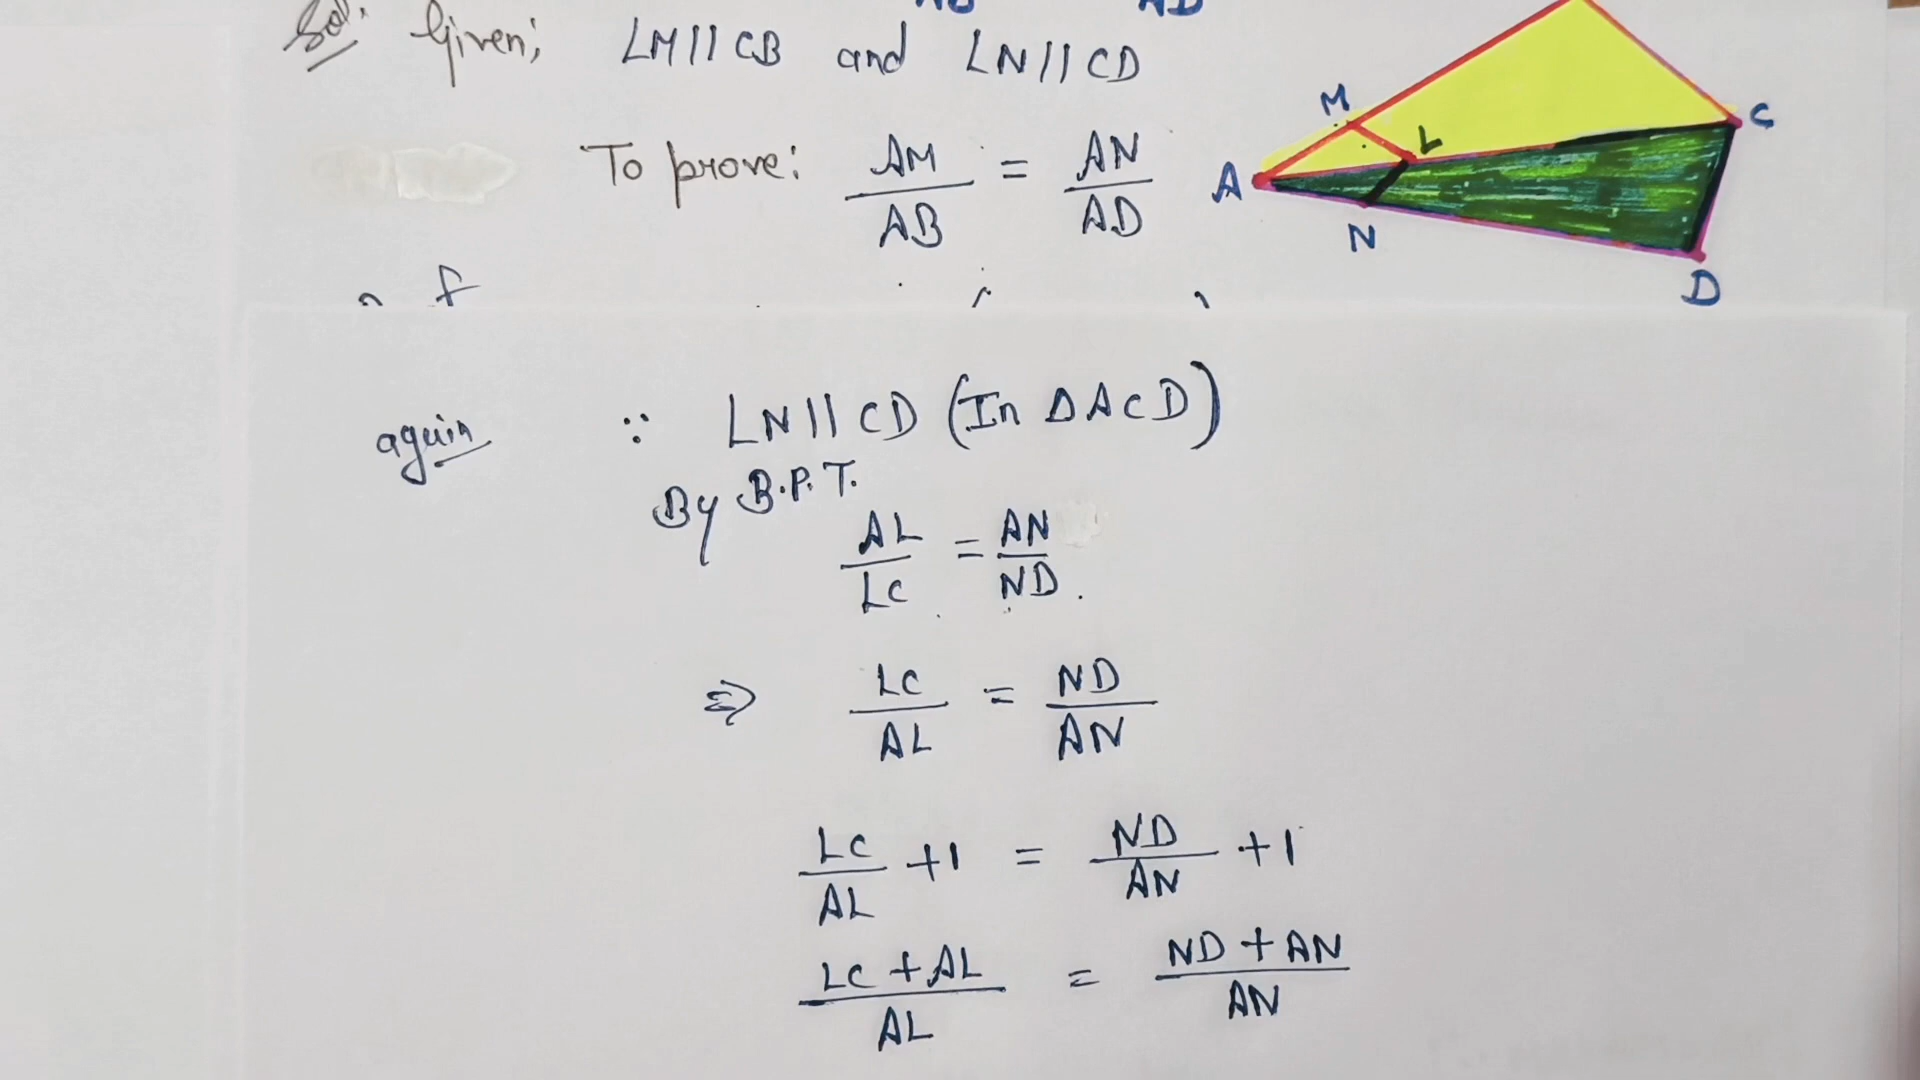 Sol. Given; LM || CB and LN || CD
To prove: AM/AB = AN/AD
M
C
L
A
N
D
again ∵ LN || CD (In ΔACD)
By B.P.T.
AL/LC = AN/ND.
⇒ LC/AL = ND/AN
LC/AL + 1 = ND/AN + 1
LC + AL/AL = ND + AN/AN